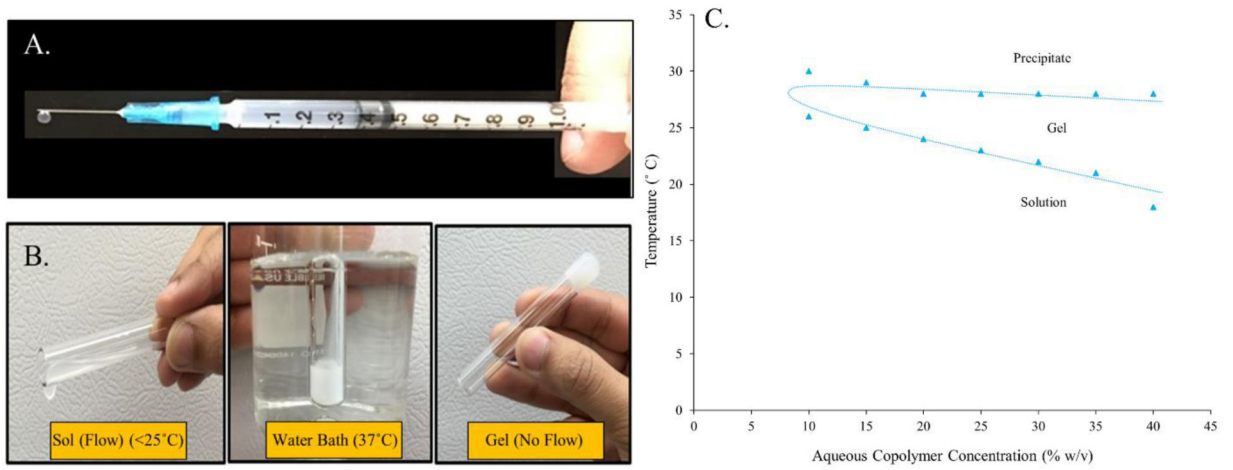 A.
.1 .2 .3 .4 .5 .6 .7 .8 .9 1.0
B.
Sol (Flow) (<25˚C)
Water Bath (37˚C)
Gel (No Flow)
C.
35
30
25
20
15
10
5
0
Temperature (˚ C)
Precipitate
Gel
Solution
0 5 10 15 20 25 30 35 40 45
Aqueous Copolymer Concentration (% w/v)